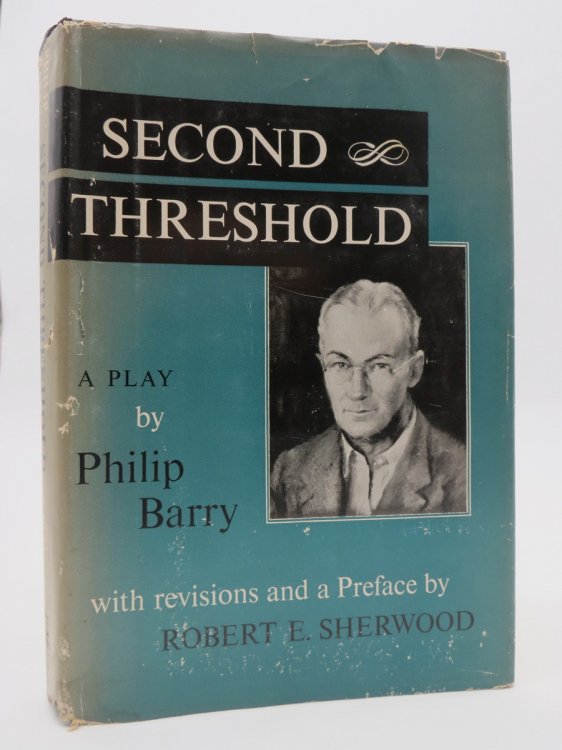 SECOND
THRESHOLD
A PLAY
by
Philip
Barry
with revisions and a Preface by
ROBERT E. SHERWOOD